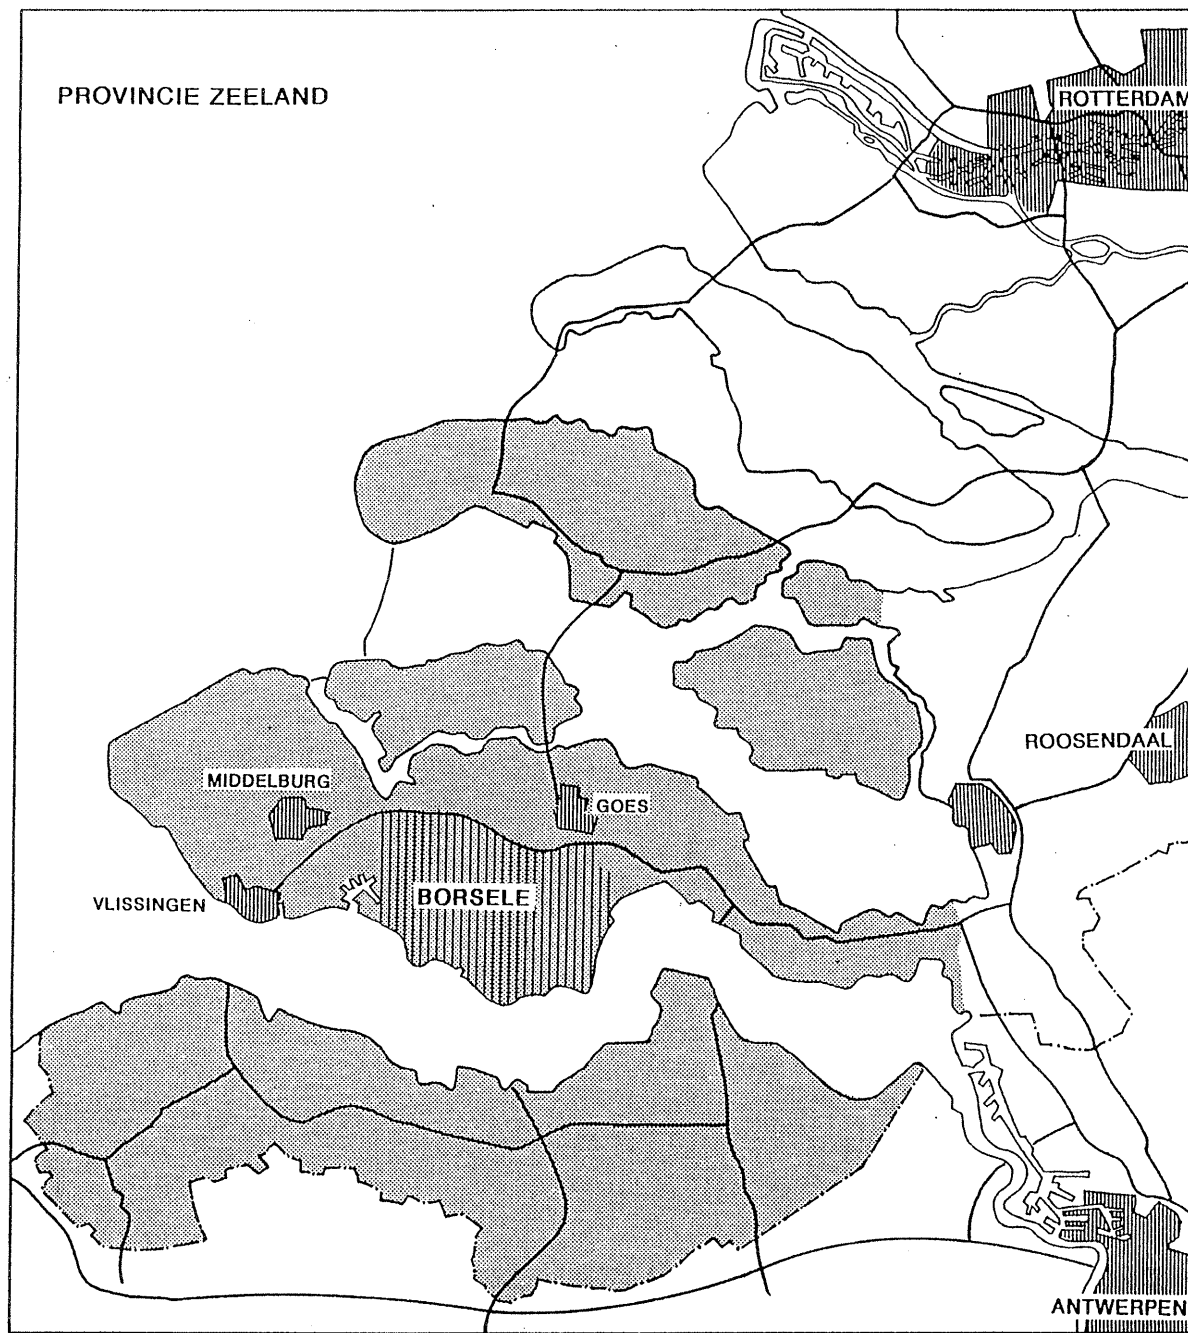 PROVINCIE ZEELAND
ROTTERDAM
ROOSENDAAL
MIDDELBURG
GOES
VLISSINGEN
BORSELE
ANTWERPEN